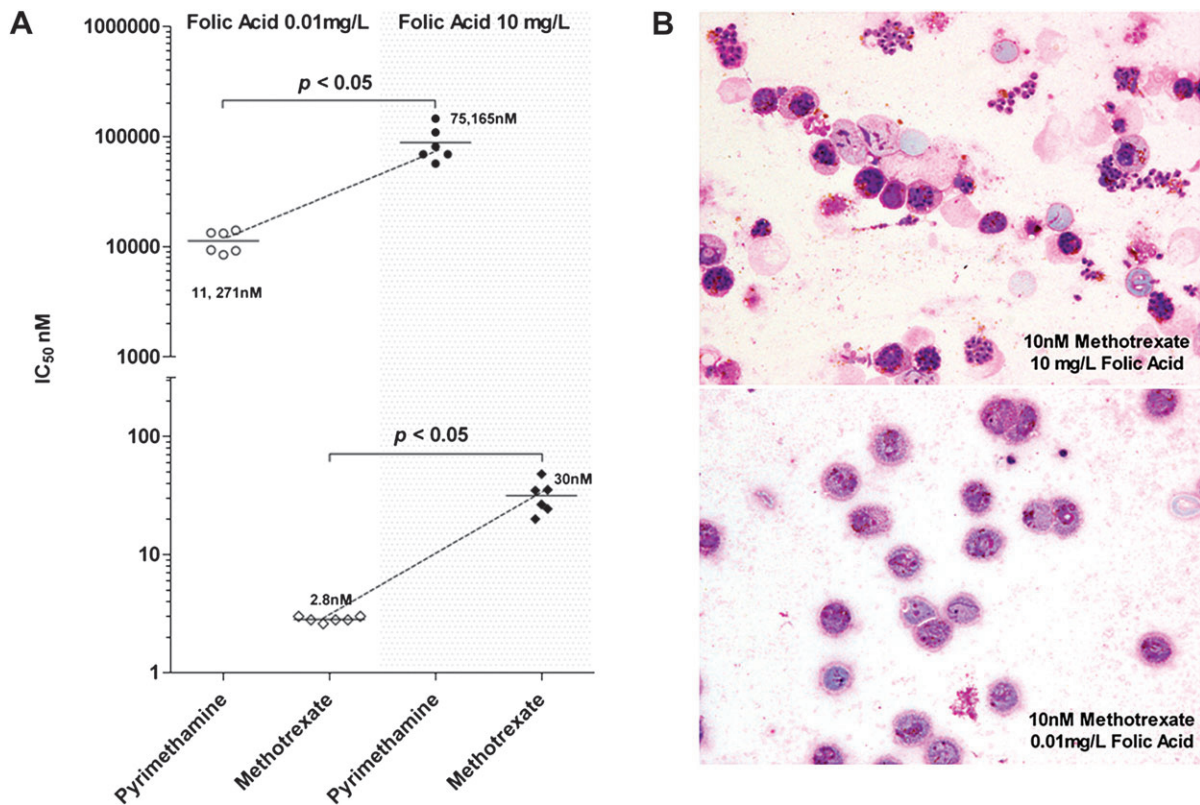 A
Folic Acid 0.01mg/L
Folic Acid 10 mg/L
1000000
100000
10000
1000
100
10
1
IC50 nM
p < 0.05
75,165nM
11, 271nM
p < 0.05
30nM
2.8nM
Pyrimethamine
Methotrexate
Pyrimethamine
Methotrexate
B
10nM Methotrexate
10 mg/L Folic Acid
10nM Methotrexate
0.01mg/L Folic Acid